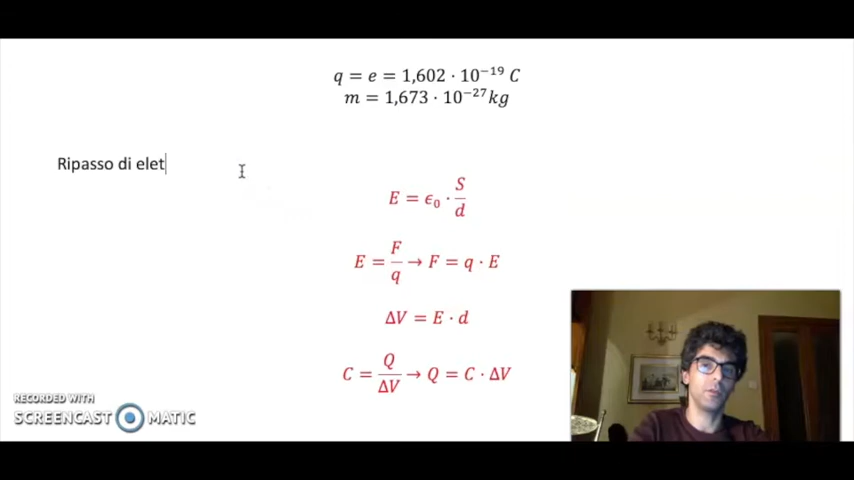 q = e = 1,602 · 10⁻¹⁹ C
m = 1,673 · 10⁻²⁷ kg
Ripasso di elet
E = ϵ₀ · S/d
E = F/q → F = q · E
ΔV = E · d
C = Q/ΔV → Q = C · ΔV
RECORDED WITH
SCREENCAST MATIC